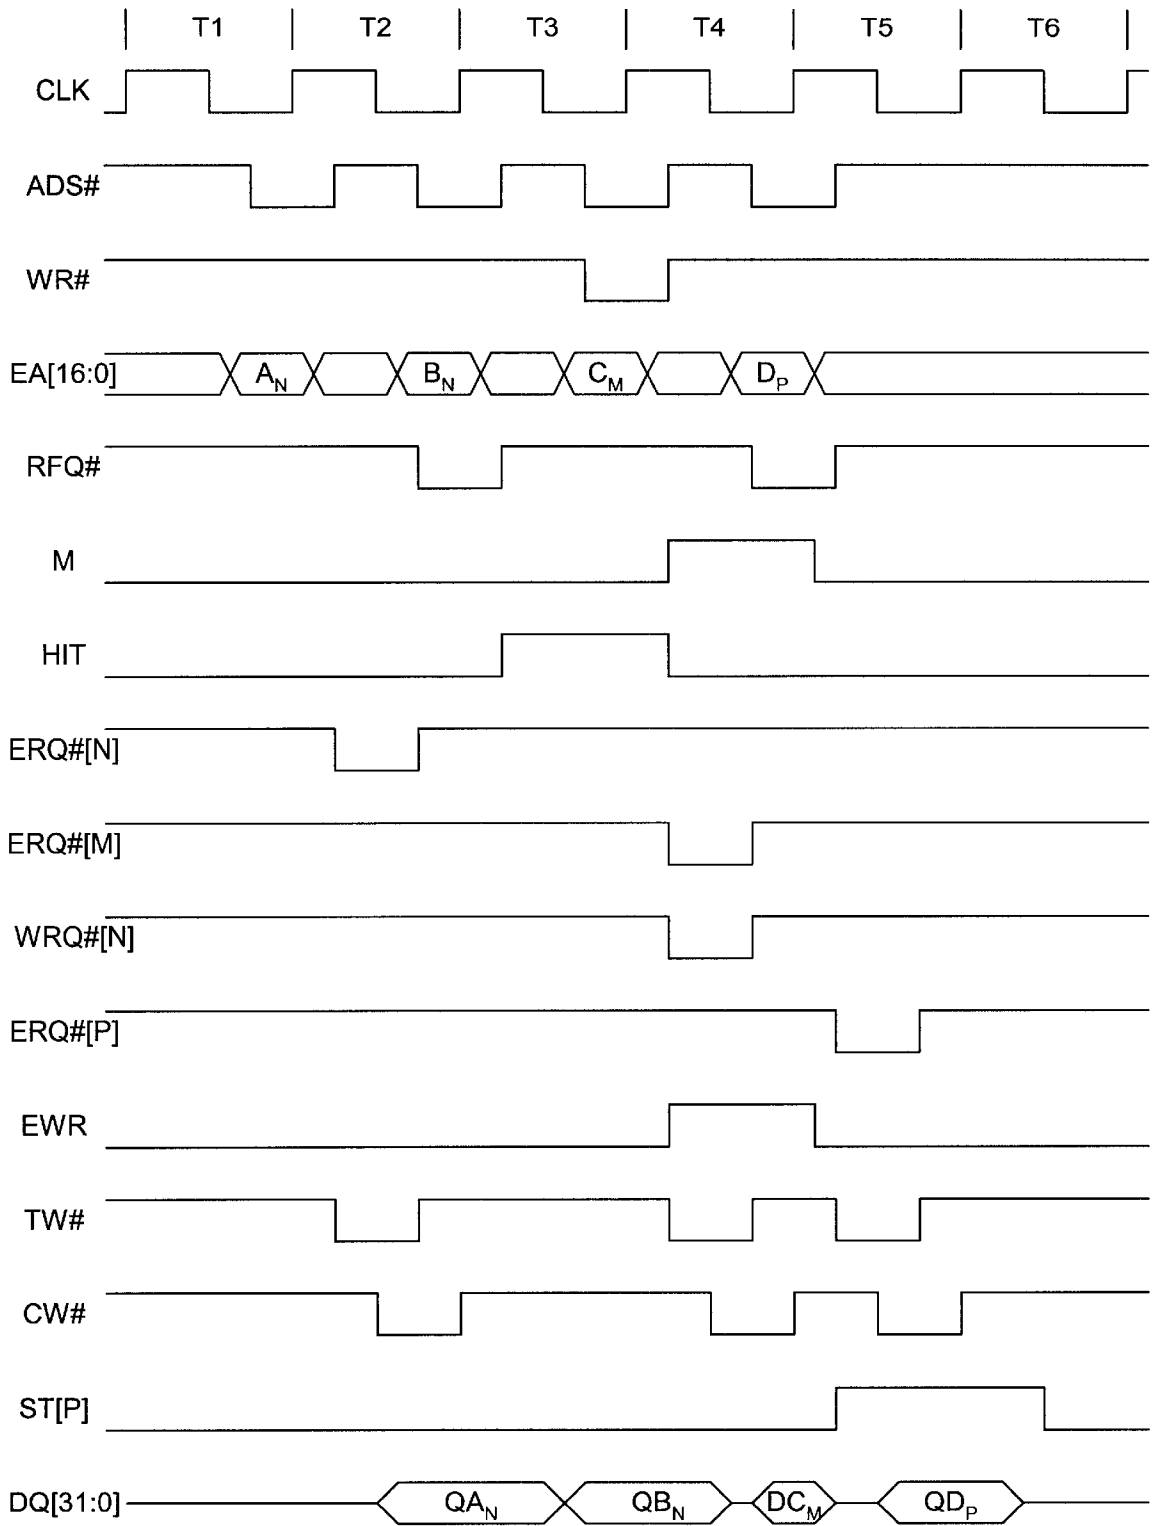 T1 T2 T3 T4 T5 T6
CLK
ADS#
WR#
EA[16:0] A_N B_N C_M D_P
RFQ#
M
HIT
ERQ#[N]
ERQ#[M]
WRQ#[N]
ERQ#[P]
EWR
TW#
CW#
ST[P]
DQ[31:0] QA_N QB_N DC_M QD_P